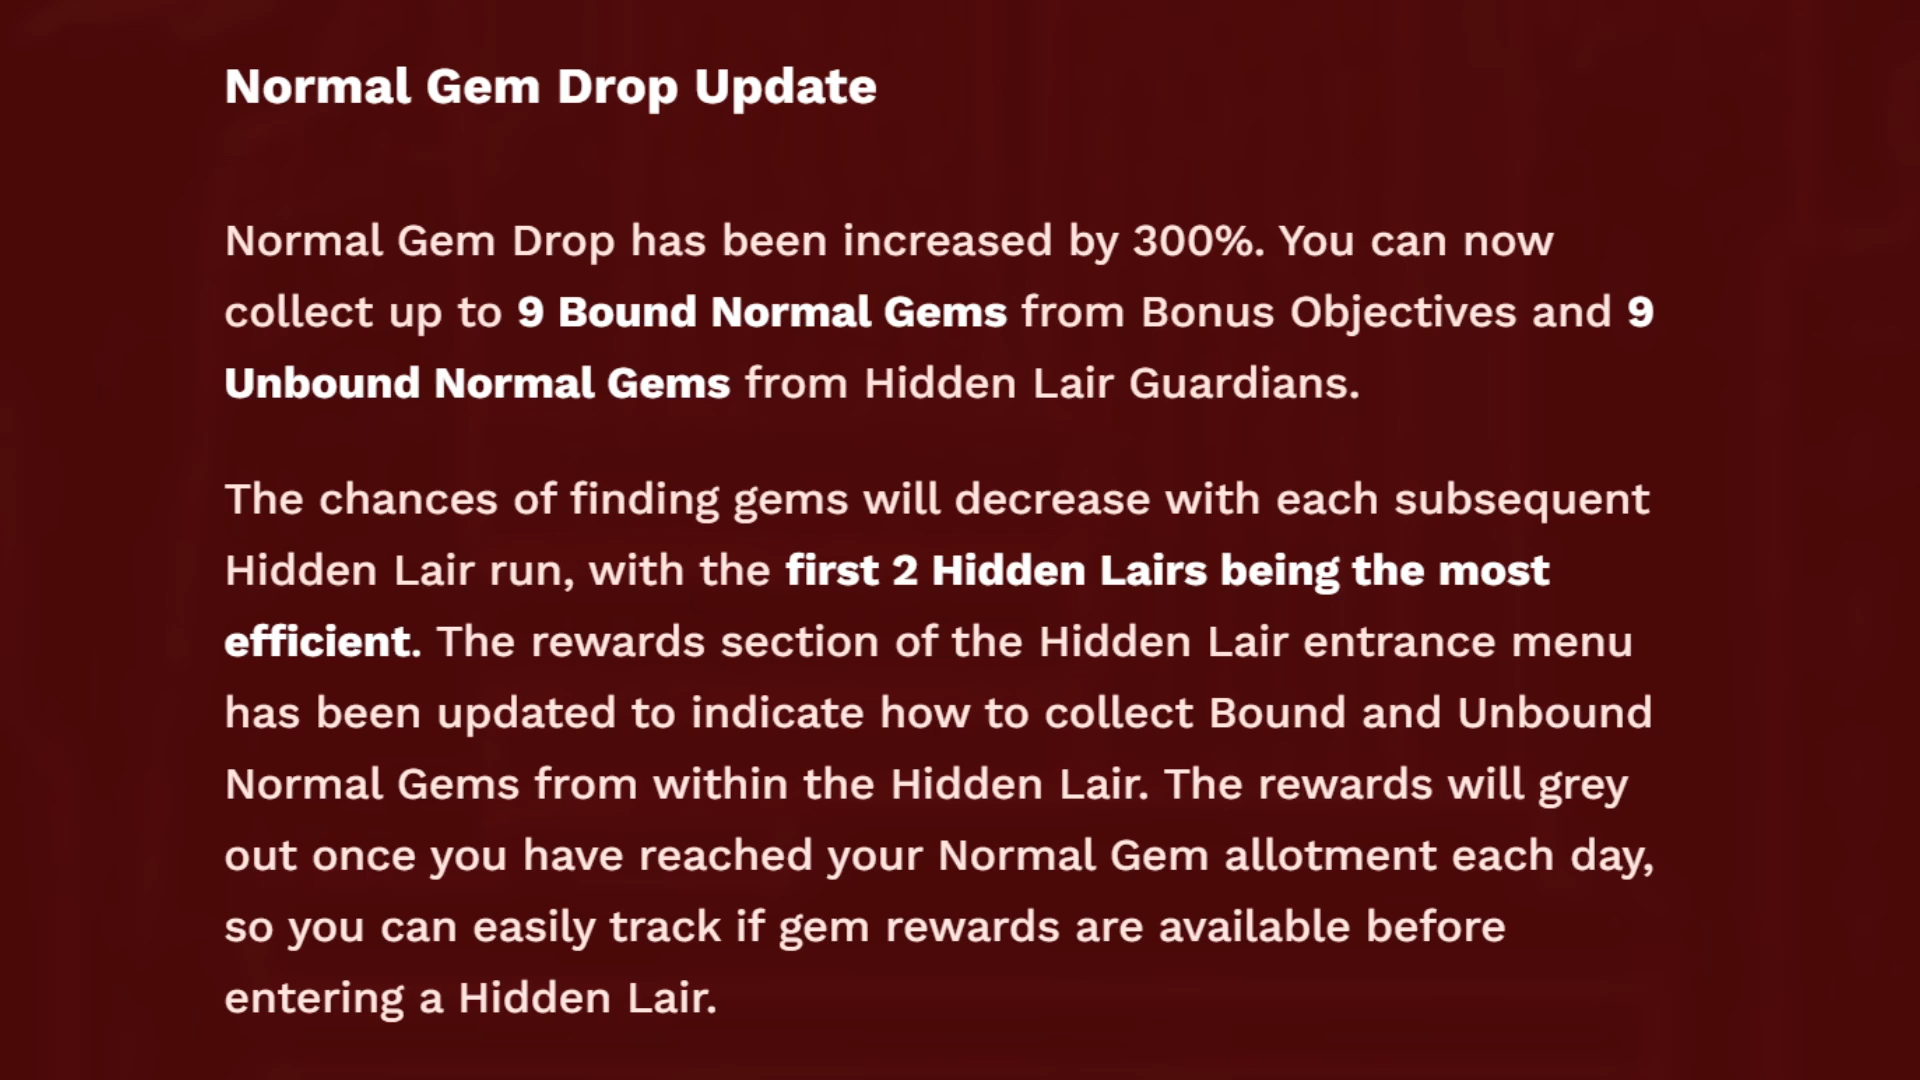 Normal Gem Drop Update
Normal Gem Drop has been increased by 300%. You can now
collect up to 9 Bound Normal Gems from Bonus Objectives and 9
Unbound Normal Gems from Hidden Lair Guardians.
The chances of finding gems will decrease with each subsequent
Hidden Lair run, with the first 2 Hidden Lairs being the most
efficient. The rewards section of the Hidden Lair entrance menu
has been updated to indicate how to collect Bound and Unbound
Normal Gems from within the Hidden Lair. The rewards will grey
out once you have reached your Normal Gem allotment each day,
so you can easily track if gem rewards are available before
entering a Hidden Lair.